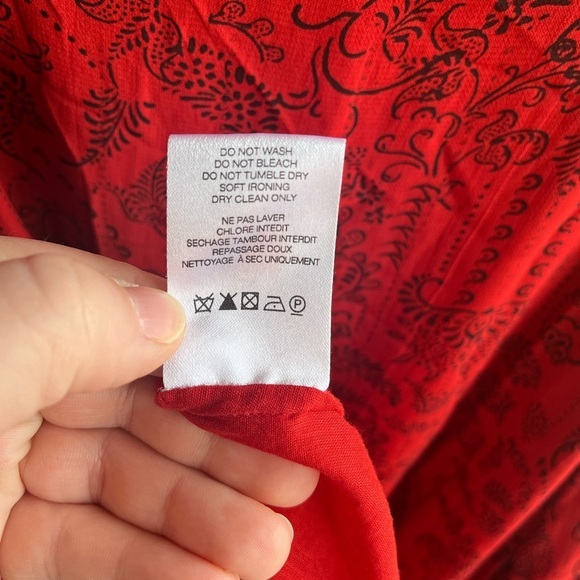 DO NOT WASH
DO NOT BLEACH
DO NOT TUMBLE DRY
SOFT IRONING
DRY CLEAN ONLY
NE PAS LAVER
CHLORE INTEDIT
SECHAGE TAMBOUR INTERDIT
REPASSAGE DOUX
NETTOYAGE À SEC UNIQUEMENT
P